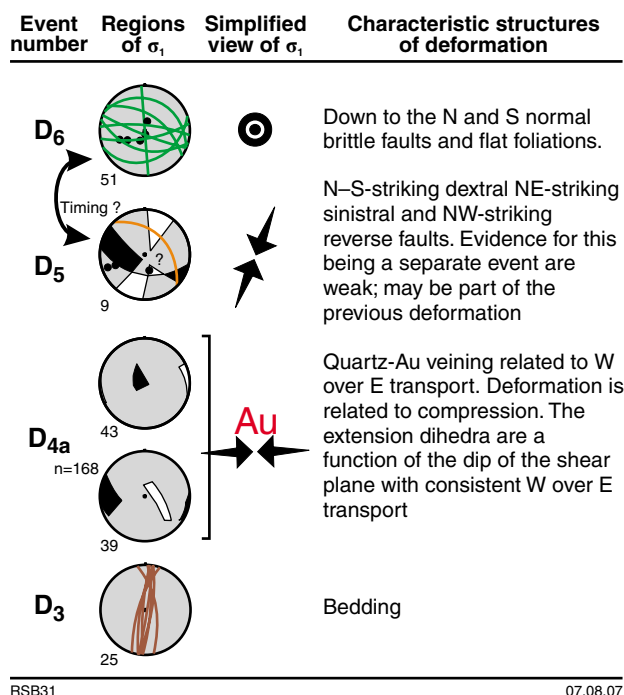 Event number
Regions of σ₁
Simplified view of σ₁
Characteristic structures of deformation
D₆
51
Down to the N and S normal
brittle faults and flat foliations.
Timing ?
D₅
?
9
N–S-striking dextral NE-striking
sinistral and NW-striking
reverse faults. Evidence for this
being a separate event are
weak; may be part of the
previous deformation
D₄ₐ
n=168
43
39
Au
Quartz-Au veining related to W
over E transport. Deformation is
related to compression. The
extension dihedra are a
function of the dip of the shear
plane with consistent W over E
transport
D₃
25
Bedding
RSB31
07.08.07